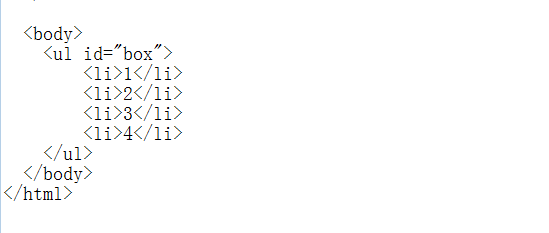 <body>
<ul id="box">
<li>1</li>
<li>2</li>
<li>3</li>
<li>4</li>
</ul>
</body>
</html>